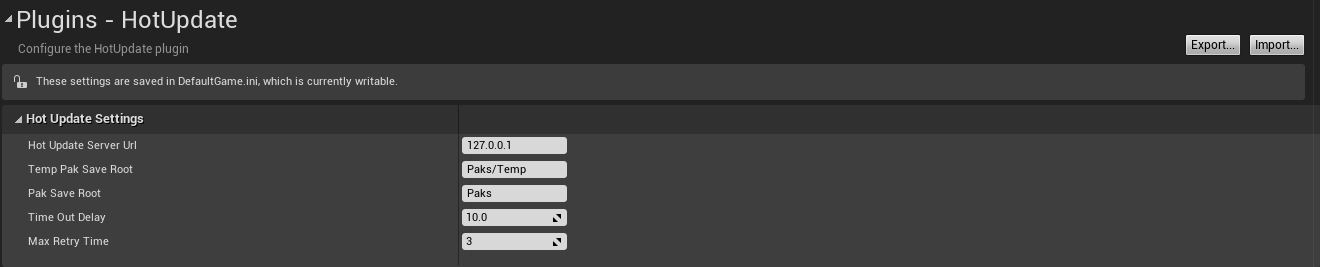 Plugins - HotUpdate
Configure the HotUpdate plugin
Export...
Import...
These settings are saved in DefaultGame.ini, which is currently writable.
Hot Update Settings
Hot Update Server Url 127.0.0.1
Temp Pak Save Root Paks/Temp
Pak Save Root Paks
Time Out Delay 10.0
Max Retry Time 3